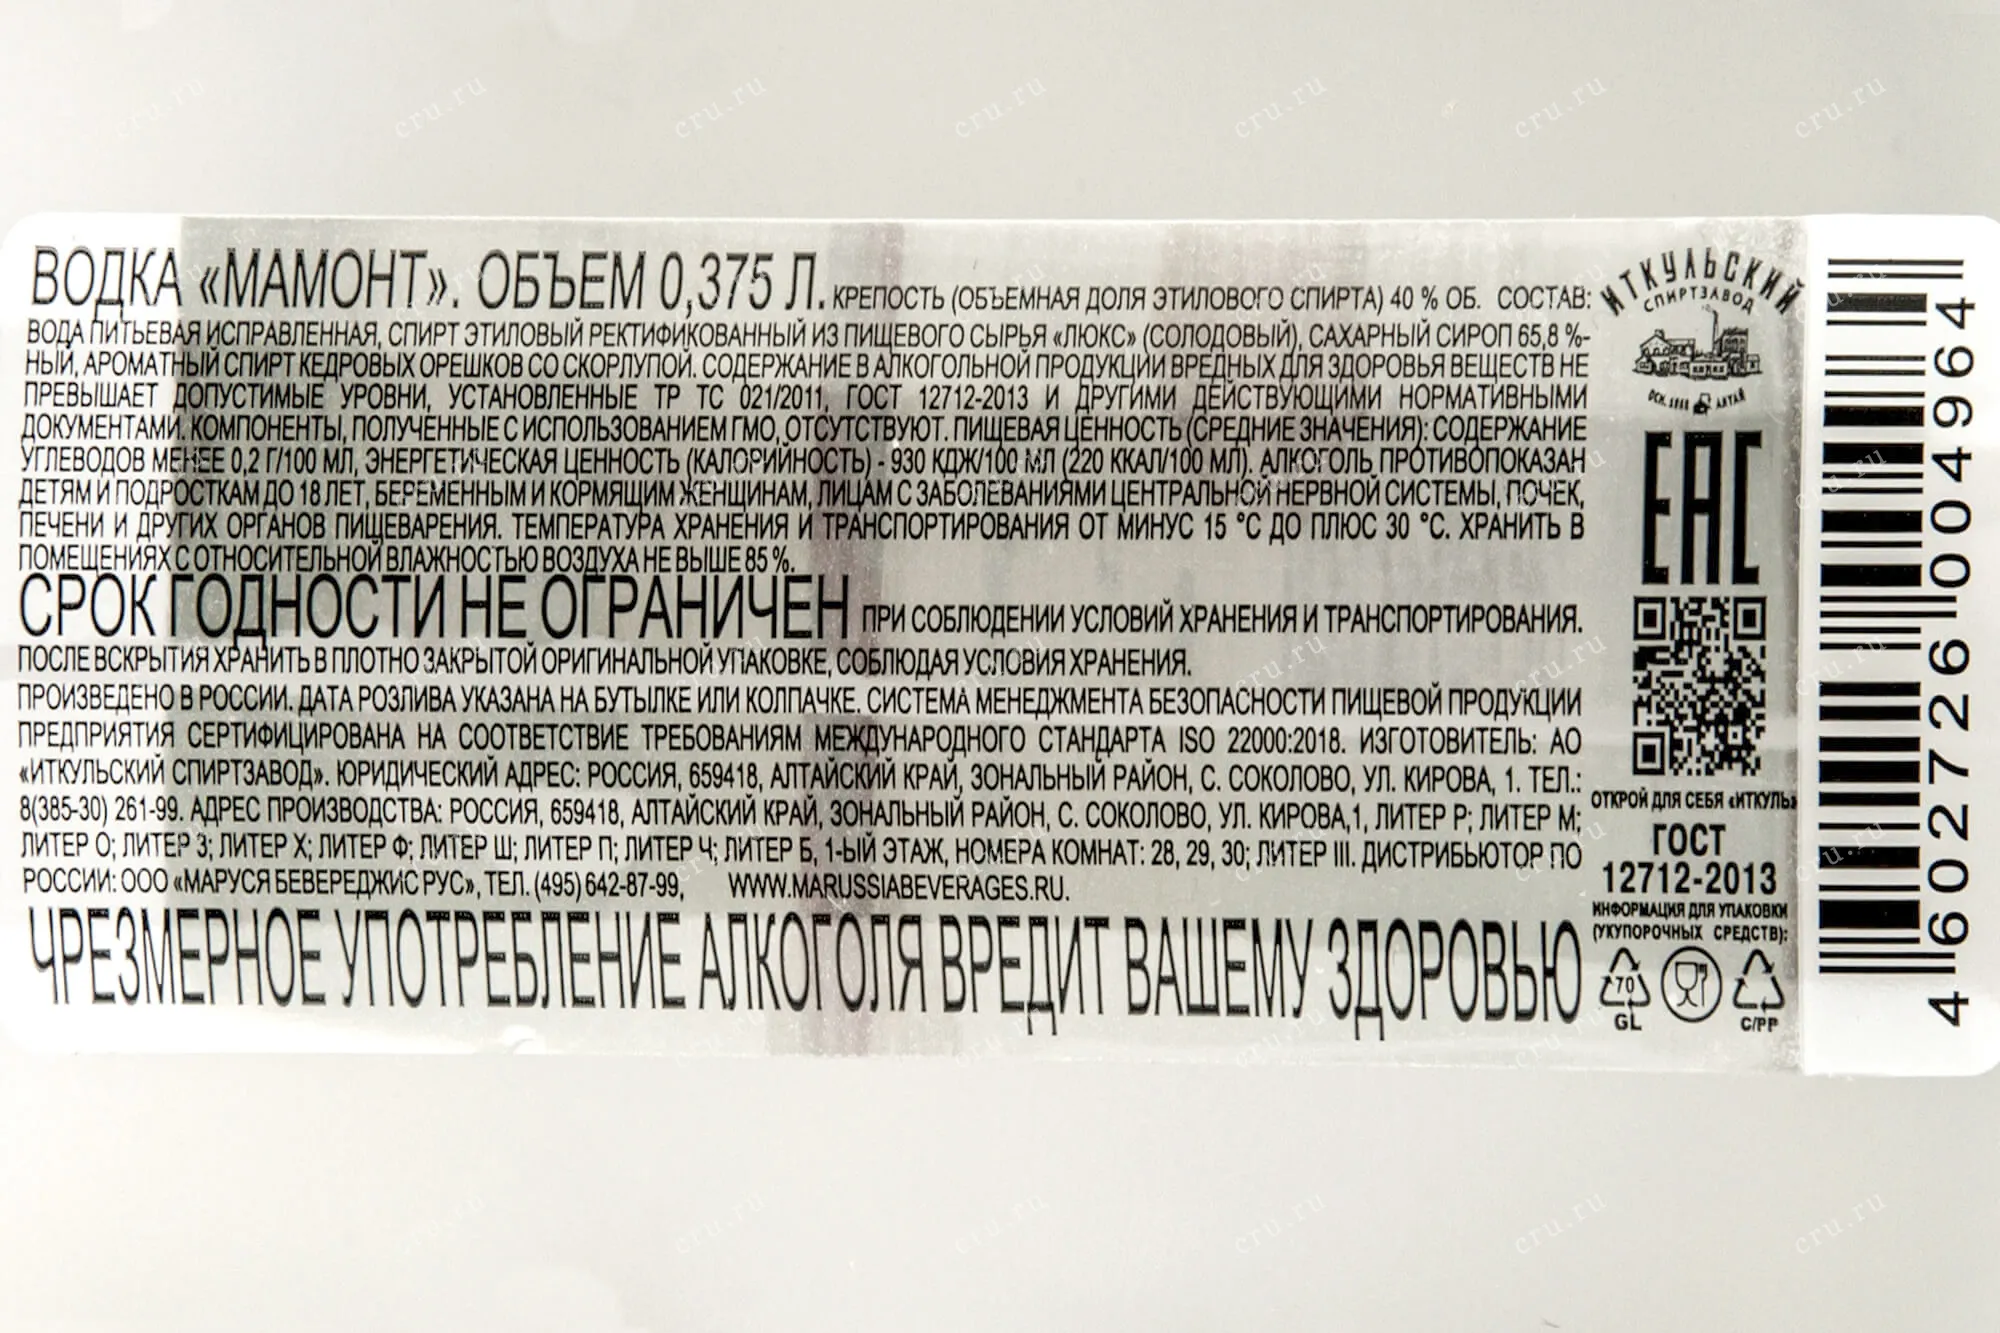 ВОДКА «МАМОНТ». ОБЪЕМ 0,375 Л. КРЕПОСТЬ (ОБЪЕМНАЯ ДОЛЯ ЭТИЛОВОГО СПИРТА) 40 % ОБ. СОСТАВ:
ВОДА ПИТЬЕВАЯ ИСПРАВЛЕННАЯ, СПИРТ ЭТИЛОВЫЙ РЕКТИФИКОВАННЫЙ ИЗ ПИЩЕВОГО СЫРЬЯ «ЛЮКС» (СОЛОДОВЫЙ), САХАРНЫЙ СИРОП 65,8 %-
НЫЙ, АРОМАТНЫЙ СПИРТ КЕДРОВЫХ ОРЕШКОВ СО СКОРЛУПОЙ. СОДЕРЖАНИЕ В АЛКОГОЛЬНОЙ ПРОДУКЦИИ ВРЕДНЫХ ДЛЯ ЗДОРОВЬЯ ВЕЩЕСТВ НЕ
ПРЕВЫШАЕТ ДОПУСТИМЫЕ УРОВНИ, УСТАНОВЛЕННЫЕ ТР ТС 021/2011, ГОСТ 12712-2013 И ДРУГИМИ ДЕЙСТВУЮЩИМИ НОРМАТИВНЫМИ
ДОКУМЕНТАМИ. КОМПОНЕНТЫ, ПОЛУЧЕННЫЕ С ИСПОЛЬЗОВАНИЕМ ГМО, ОТСУТСТВУЮТ. ПИЩЕВАЯ ЦЕННОСТЬ (СРЕДНИЕ ЗНАЧЕНИЯ): СОДЕРЖАНИЕ
УГЛЕВОДОВ МЕНЕЕ 0,2 Г/100 МЛ, ЭНЕРГЕТИЧЕСКАЯ ЦЕННОСТЬ (КАЛОРИЙНОСТЬ) - 930 КДЖ/100 МЛ (220 ККАЛ/100 МЛ). АЛКОГОЛЬ ПРОТИВОПОКАЗАН
ДЕТЯМ И ПОДРОСТКАМ ДО 18 ЛЕТ, БЕРЕМЕННЫМ И КОРМЯЩИМ ЖЕНЩИНАМ, ЛИЦАМ С ЗАБОЛЕВАНИЯМИ ЦЕНТРАЛЬНОЙ НЕРВНОЙ СИСТЕМЫ, ПОЧЕК,
ПЕЧЕНИ И ДРУГИХ ОРГАНОВ ПИЩЕВАРЕНИЯ. ТЕМПЕРАТУРА ХРАНЕНИЯ И ТРАНСПОРТИРОВАНИЯ ОТ МИНУС 15 °С ДО ПЛЮС 30 °С. ХРАНИТЬ В
ПОМЕЩЕНИЯХ С ОТНОСИТЕЛЬНОЙ ВЛАЖНОСТЬЮ ВОЗДУХА НЕ ВЫШЕ 85 %.
СРОК ГОДНОСТИ НЕ ОГРАНИЧЕН ПРИ СОБЛЮДЕНИИ УСЛОВИЙ ХРАНЕНИЯ И ТРАНСПОРТИРОВАНИЯ.
ПОСЛЕ ВСКРЫТИЯ ХРАНИТЬ В ПЛОТНО ЗАКРЫТОЙ ОРИГИНАЛЬНОЙ УПАКОВКЕ, СОБЛЮДАЯ УСЛОВИЯ ХРАНЕНИЯ.
ПРОИЗВЕДЕНО В РОССИИ. ДАТА РОЗЛИВА УКАЗАНА НА БУТЫЛКЕ ИЛИ КОЛПАЧКЕ. СИСТЕМА МЕНЕДЖМЕНТА БЕЗОПАСНОСТИ ПИЩЕВОЙ ПРОДУКЦИИ
ПРЕДПРИЯТИЯ СЕРТИФИЦИРОВАНА НА СООТВЕТСТВИЕ ТРЕБОВАНИЯМ МЕЖДУНАРОДНОГО СТАНДАРТА ISO 22000:2018. ИЗГОТОВИТЕЛЬ: АО
«ИТКУЛЬСКИЙ СПИРТЗАВОД». ЮРИДИЧЕСКИЙ АДРЕС: РОССИЯ, 659418, АЛТАЙСКИЙ КРАЙ, ЗОНАЛЬНЫЙ РАЙОН, С. СОКОЛОВО, УЛ. КИРОВА, 1. ТЕЛ.:
8(385-30) 261-99. АДРЕС ПРОИЗВОДСТВА: РОССИЯ, 659418, АЛТАЙСКИЙ КРАЙ, ЗОНАЛЬНЫЙ РАЙОН, С. СОКОЛОВО, УЛ. КИРОВА,1, ЛИТЕР Р; ЛИТЕР М;
ЛИТЕР О; ЛИТЕР З; ЛИТЕР Х; ЛИТЕР Ф; ЛИТЕР Ш; ЛИТЕР П; ЛИТЕР Ч; ЛИТЕР Б, 1-ЫЙ ЭТАЖ, НОМЕРА КОМНАТ: 28, 29, 30; ЛИТЕР III. ДИСТРИБЬЮТОР ПО
РОССИИ: ООО «МАРУСЯ БЕВЕРЕДЖИС РУС», ТЕЛ. (495) 642-87-99, WWW.MARUSSIABEVERAGES.RU.
ЧРЕЗМЕРНОЕ УПОТРЕБЛЕНИЕ АЛКОГОЛЯ ВРЕДИТ ВАШЕМУ ЗДОРОВЬЮ
ИТКУЛЬСКИЙ
СПИРТЗАВОД
ОСН. 1868 АЛТАЙ
ЕАС
ОТКРОЙ ДЛЯ СЕБЯ «ИТКУЛЬ»
ГОСТ
12712-2013
ИНФОРМАЦИЯ ДЛЯ УПАКОВКИ
(УКУПОРОЧНЫХ СРЕДСТВ):
70
GL
C/PP
4 602726 004964
cru.ru